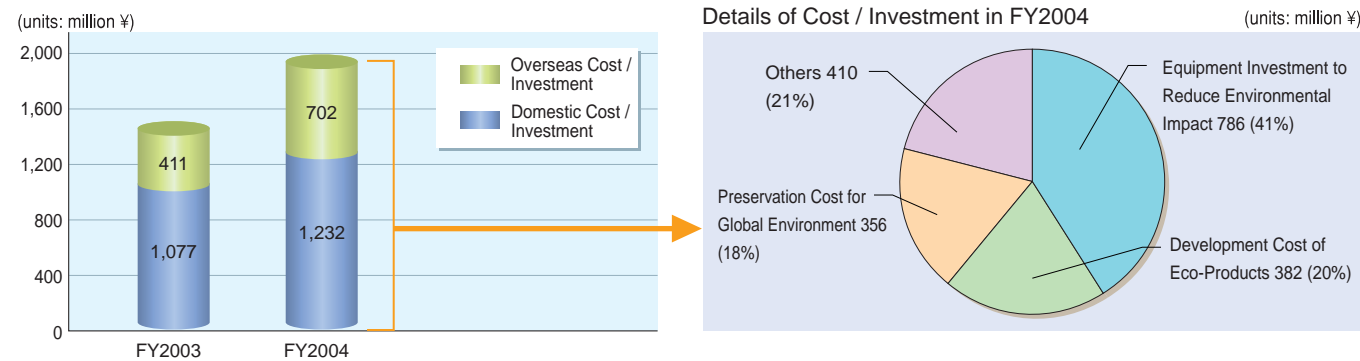 (units: million ¥)
2,000
1,600
1,200
800
400
0
411
1,077
702
1,232
FY2003
FY2004
Overseas Cost /
Investment
Domestic Cost /
Investment
Details of Cost / Investment in FY2004
(units: million ¥)
Others 410
(21%)
Equipment Investment to
Reduce Environmental
Impact 786 (41%)
Preservation Cost for
Global Environment 356
(18%)
Development Cost of
Eco-Products 382 (20%)